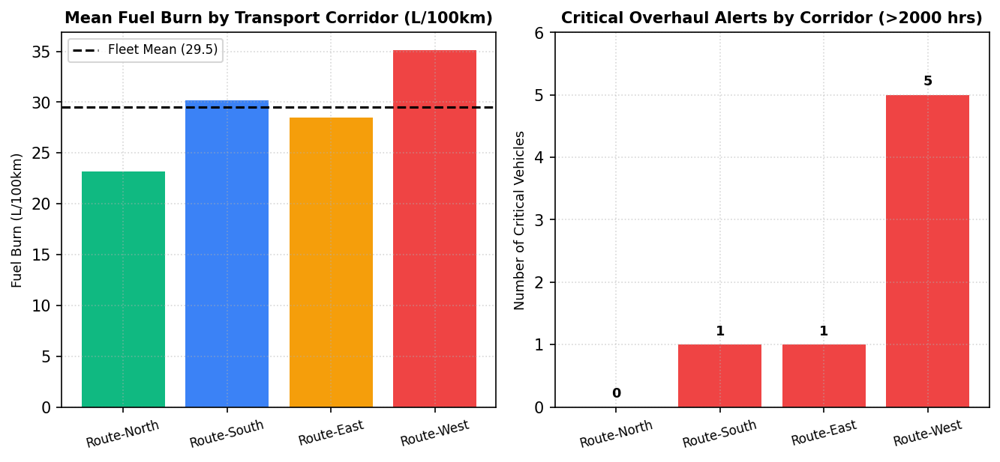 Mean Fuel Burn by Transport Corridor (L/100km)
Fleet Mean (29.5)
Fuel Burn (L/100km)
35
30
25
20
15
10
5
0
Route-North
Route-South
Route-East
Route-West
Critical Overhaul Alerts by Corridor (>2000 hrs)
Number of Critical Vehicles
6
5
4
3
2
1
0
0
1
1
5
Route-North
Route-South
Route-East
Route-West